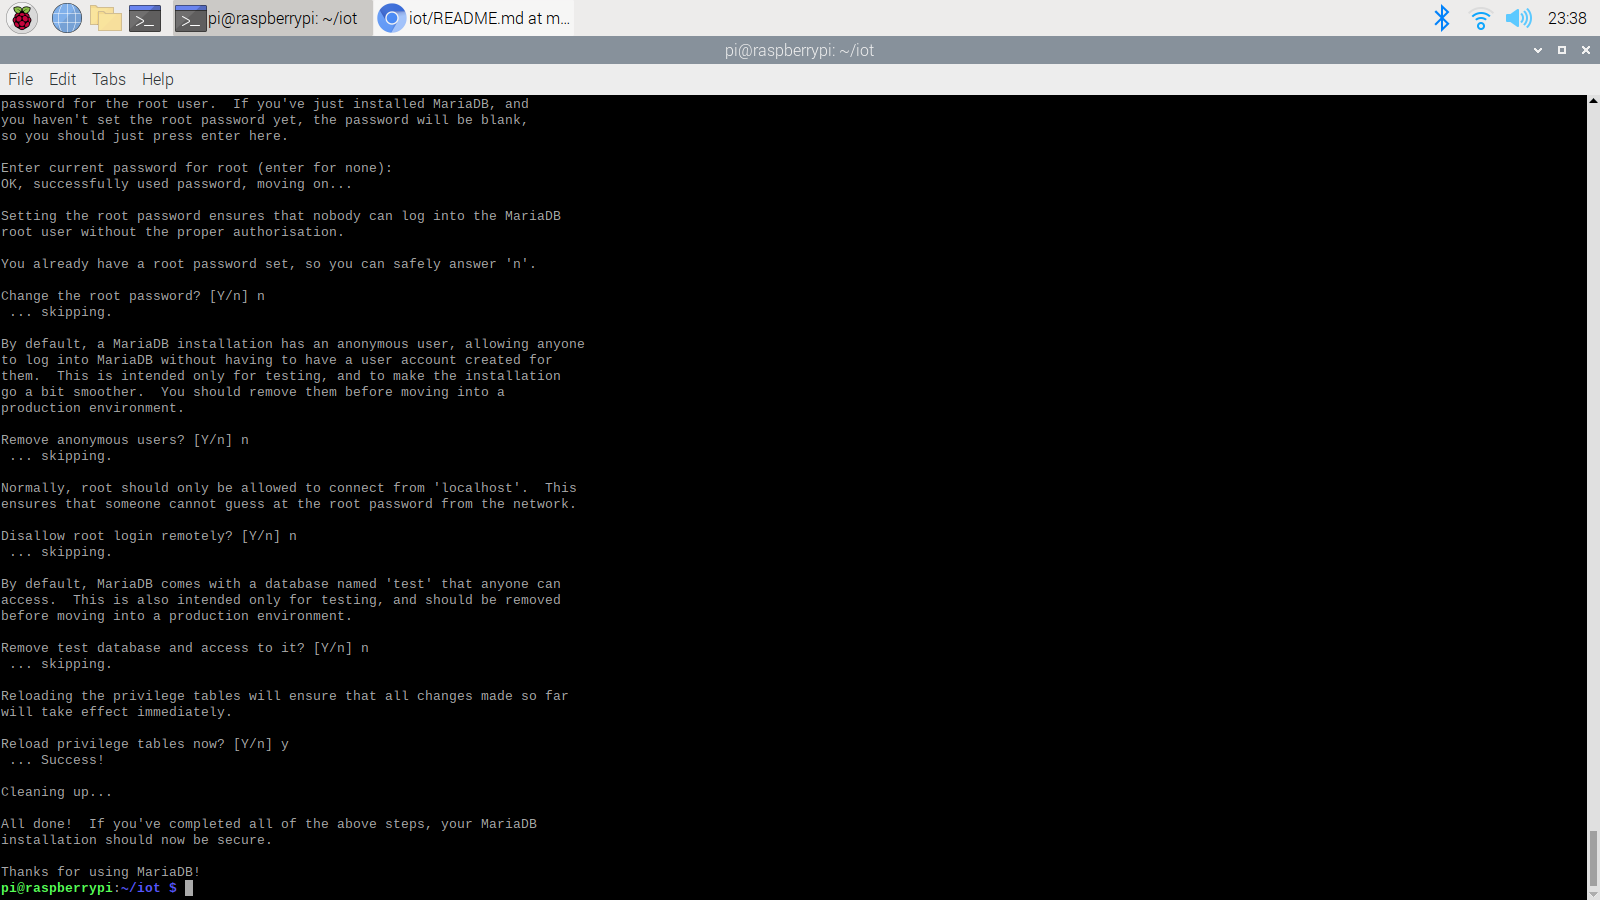 pi@raspberrypi: ~/iot
iot/README.md at m...
23:38
pi@raspberrypi: ~/iot
File Edit Tabs Help
password for the root user.  If you've just installed MariaDB, and
you haven't set the root password yet, the password will be blank,
so you should just press enter here.
Enter current password for root (enter for none):
OK, successfully used password, moving on...
Setting the root password ensures that nobody can log into the MariaDB
root user without the proper authorisation.
You already have a root password set, so you can safely answer 'n'.
Change the root password? [Y/n] n
 ... skipping.
By default, a MariaDB installation has an anonymous user, allowing anyone
to log into MariaDB without having to have a user account created for
them.  This is intended only for testing, and to make the installation
go a bit smoother.  You should remove them before moving into a
production environment.
Remove anonymous users? [Y/n] n
 ... skipping.
Normally, root should only be allowed to connect from 'localhost'.  This
ensures that someone cannot guess at the root password from the network.
Disallow root login remotely? [Y/n] n
 ... skipping.
By default, MariaDB comes with a database named 'test' that anyone can
access.  This is also intended only for testing, and should be removed
before moving into a production environment.
Remove test database and access to it? [Y/n] n
 ... skipping.
Reloading the privilege tables will ensure that all changes made so far
will take effect immediately.
Reload privilege tables now? [Y/n] y
 ... Success!
Cleaning up...
All done!  If you've completed all of the above steps, your MariaDB
installation should now be secure.
Thanks for using MariaDB!
pi@raspberrypi:~/iot $